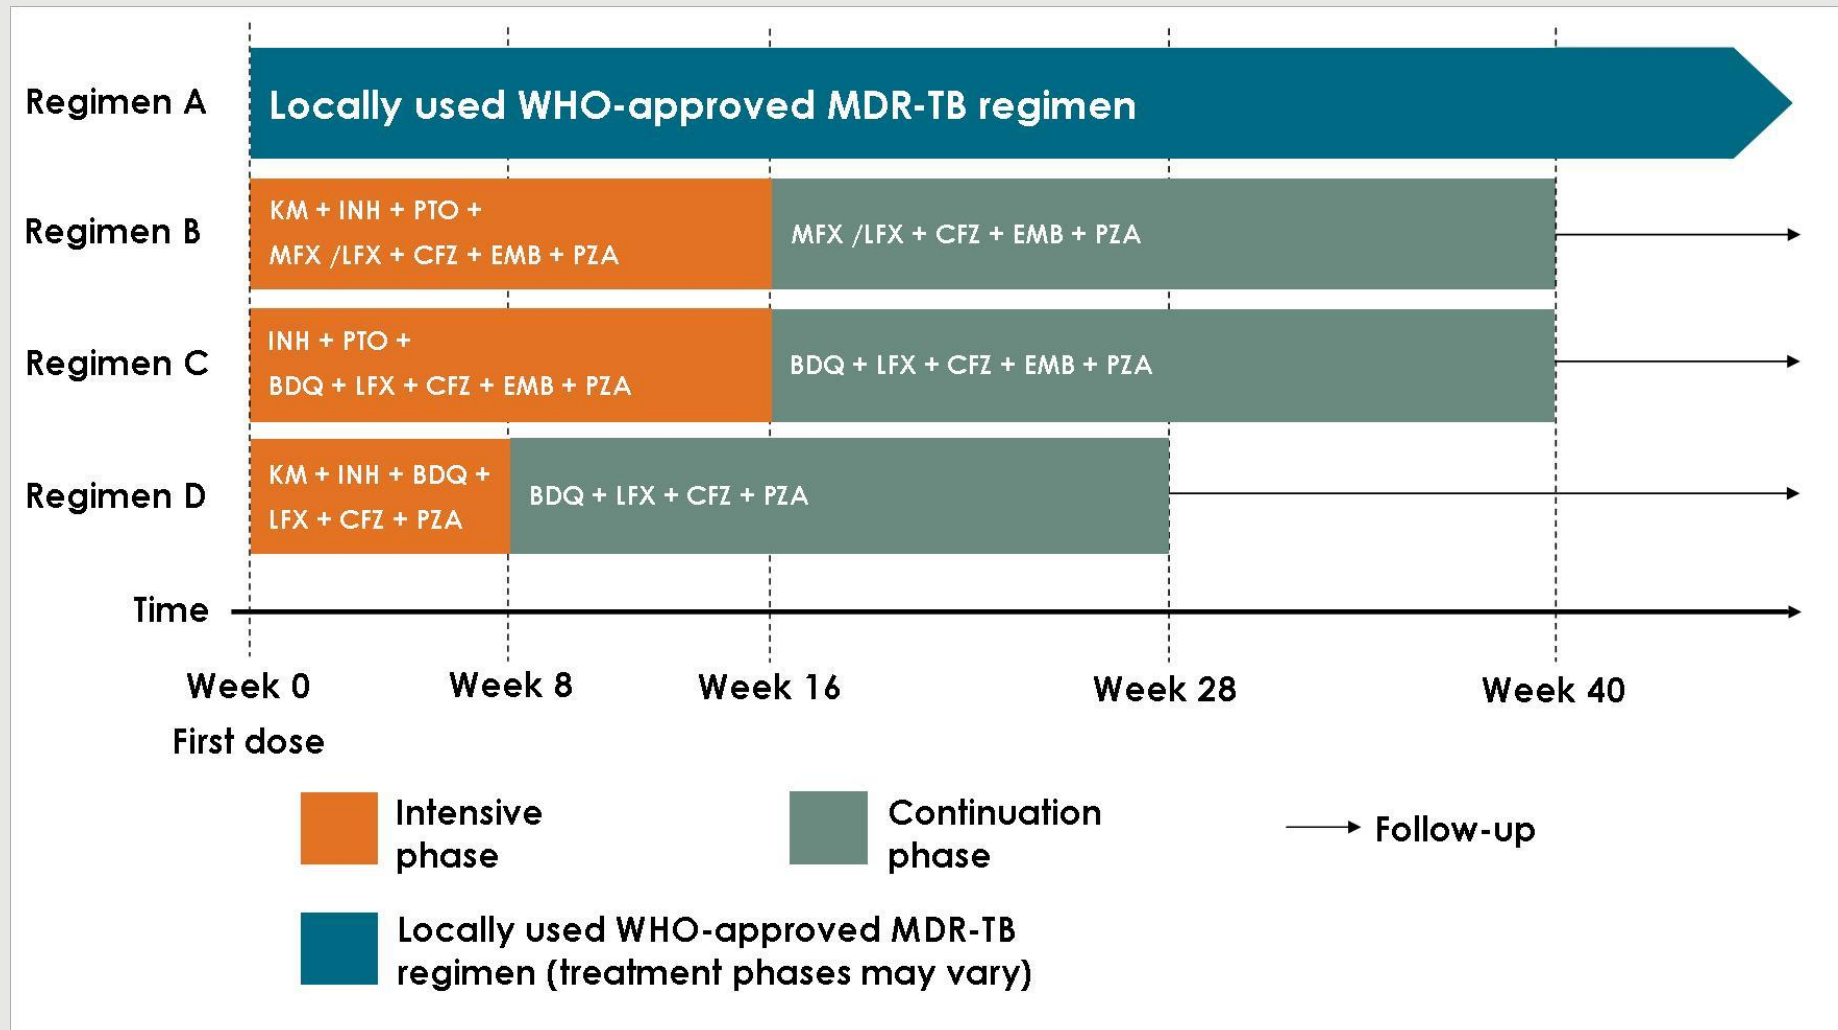 Regimen A
Locally used WHO-approved MDR-TB regimen
Regimen B
KM + INH + PTO +
MFX /LFX + CFZ + EMB + PZA
MFX /LFX + CFZ + EMB + PZA
Regimen C
INH + PTO +
BDQ + LFX + CFZ + EMB + PZA
BDQ + LFX + CFZ + EMB + PZA
Regimen D
KM + INH + BDQ +
LFX + CFZ + PZA
BDQ + LFX + CFZ + PZA
Time
Week 0
Week 8
Week 16
Week 28
Week 40
First dose
Intensive
phase
Continuation
phase
Follow-up
Locally used WHO-approved MDR-TB
regimen (treatment phases may vary)